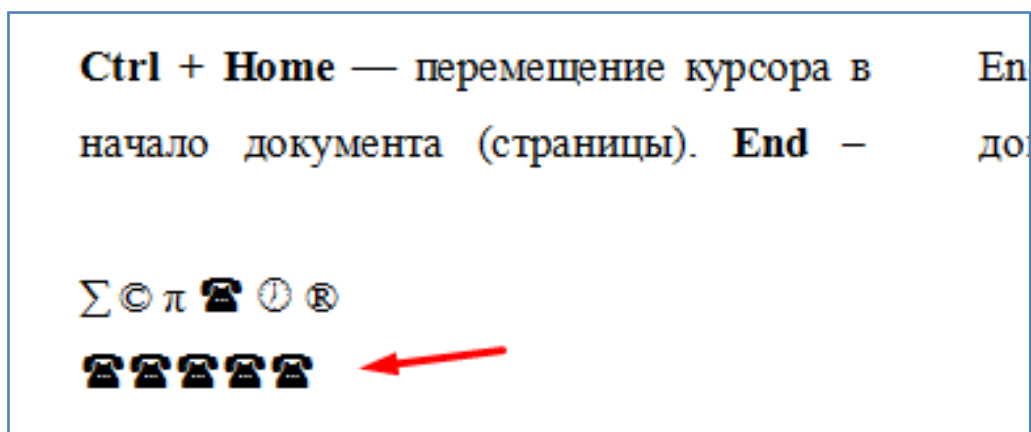 Ctrl + Home — перемещение курсора в
начало документа (страницы). End –
∑ © π ☎ 🕖 ®
☎☎☎☎☎